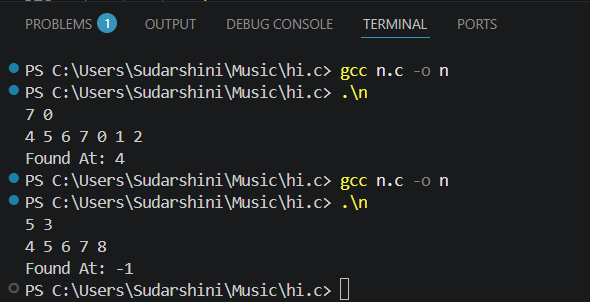 PROBLEMS 1 OUTPUT DEBUG CONSOLE TERMINAL PORTS
PS C:\Users\Sudarshini\Music\hi.c> gcc n.c -o n
PS C:\Users\Sudarshini\Music\hi.c> .\n
7 0
4 5 6 7 0 1 2
Found At: 4
PS C:\Users\Sudarshini\Music\hi.c> gcc n.c -o n
PS C:\Users\Sudarshini\Music\hi.c> .\n
5 3
4 5 6 7 8
Found At: -1
PS C:\Users\Sudarshini\Music\hi.c>